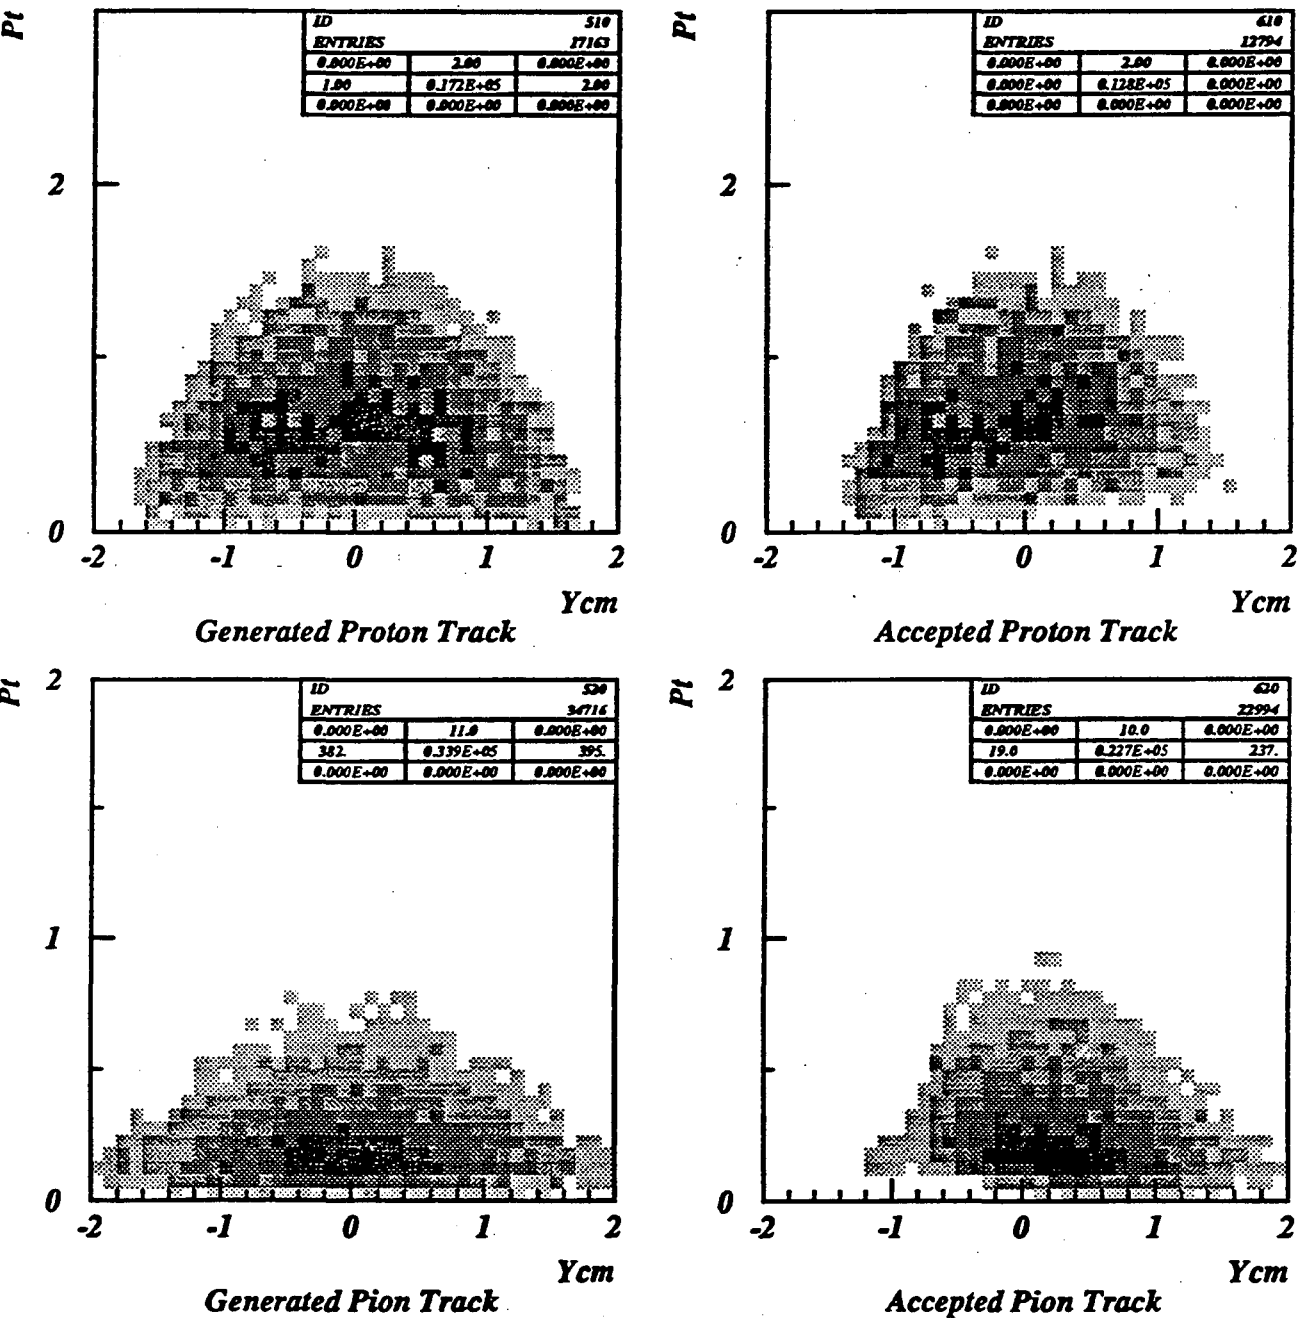 Pt
ID 510
ENTRIES 17163
0.000E+00 2.00 0.000E+00
1.00 0.172E+05 2.00
0.000E+00 0.000E+00 0.000E+00
2
0
-2 -1 0 1 2
Ycm
Generated Proton Track
Pt
ID 610
ENTRIES 12794
0.000E+00 2.00 0.000E+00
0.000E+00 0.128E+05 0.000E+00
0.000E+00 0.000E+00 0.000E+00
2
0
-2 -1 0 1 2
Ycm
Accepted Proton Track
Pt
2
ID 520
ENTRIES 34716
0.000E+00 11.0 0.000E+00
382. 0.339E+05 395.
0.000E+00 0.000E+00 0.000E+00
1
0
-2 -1 0 1 2
Ycm
Generated Pion Track
Pt
2
ID 620
ENTRIES 22994
0.000E+00 10.0 0.000E+00
19.0 0.227E+05 237.
0.000E+00 0.000E+00 0.000E+00
1
0
-2 -1 0 1 2
Ycm
Accepted Pion Track